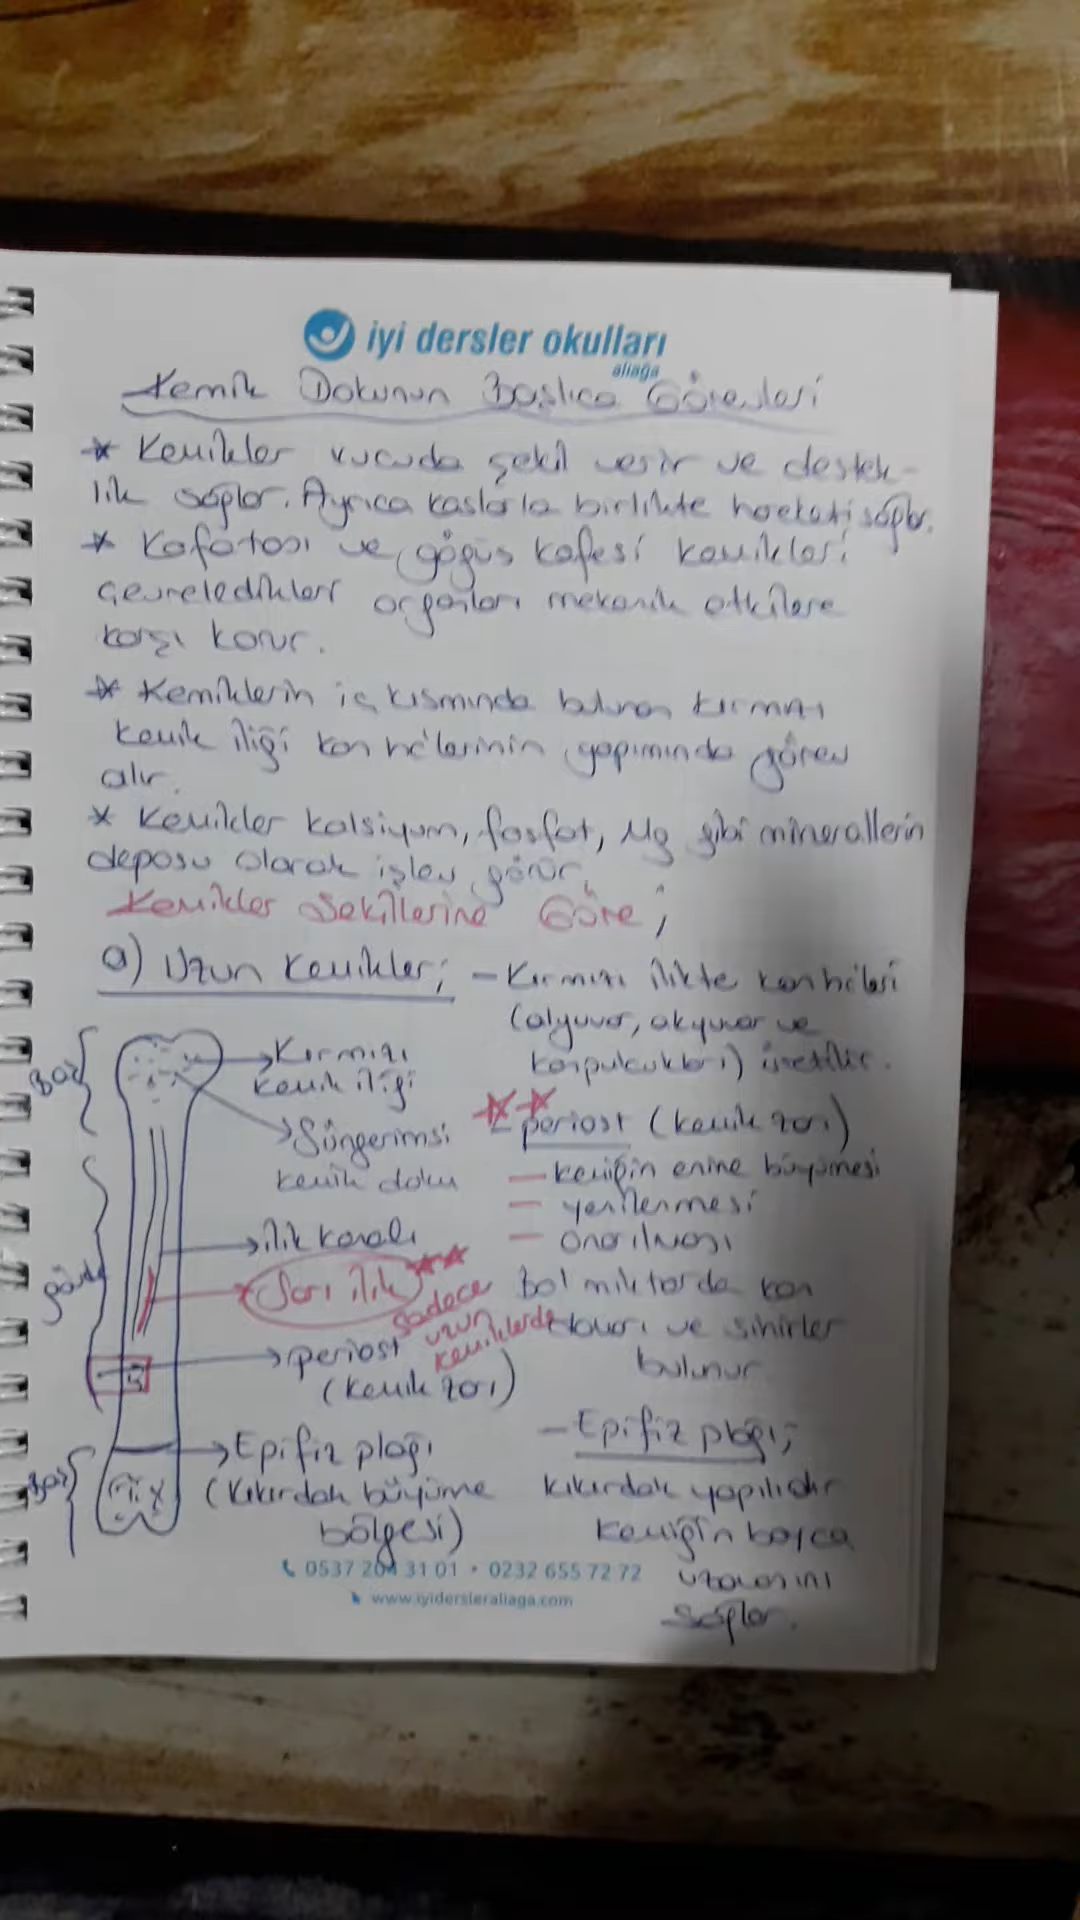 iyi dersler okulları
aliağa
Kemik Dokunun Başlıca Görevleri
* Kemikler vucuda şekil verir ve destek-
lik sağlar. Ayrıca kaslarla birlikte hareketi sağlar.
* Kafatası ve göğüs kafesi kemikleri
çevreledikleri organları mekanik etkilere
karşı korur.
* Kemiklerin iç kısmında bulunan kırmızı
kemik iliği kan hc'lerinin yapımında görev
alır.
* Kemikler kalsiyum, fosfat, Mg gibi minerallerin
deposu olarak işlev görür.
Kemikler Şekillerine Göre;
a) Uzun Kemikler; - Kırmızı ilikte kan hcleri
(alyuvar, akyuvar ve
kanpulcukları) üretilir.
Baş
Kırmızı
kemik iliği
Süngerimsi
kemik doku
** - periost (kemik zarı)
- kemiğin enine büyümesi
- yenilenmesi
- onarılması
gövde
ilik kanalı
Sarı ilik **
sadece
uzun
kemiklerde
Bol miktarda kan
damarı ve sinirler
bulunur
periost
(kemik zarı)
Baş
Epifiz plağı
(Kıkırdak büyüme
bölgesi)
- Epifiz plağı;
kıkırdak yapılıdır
kemiğin boyca
uzamasını
sağlar.
0537 204 31 01 • 0232 655 72 72
www.iyidersleraliaga.com